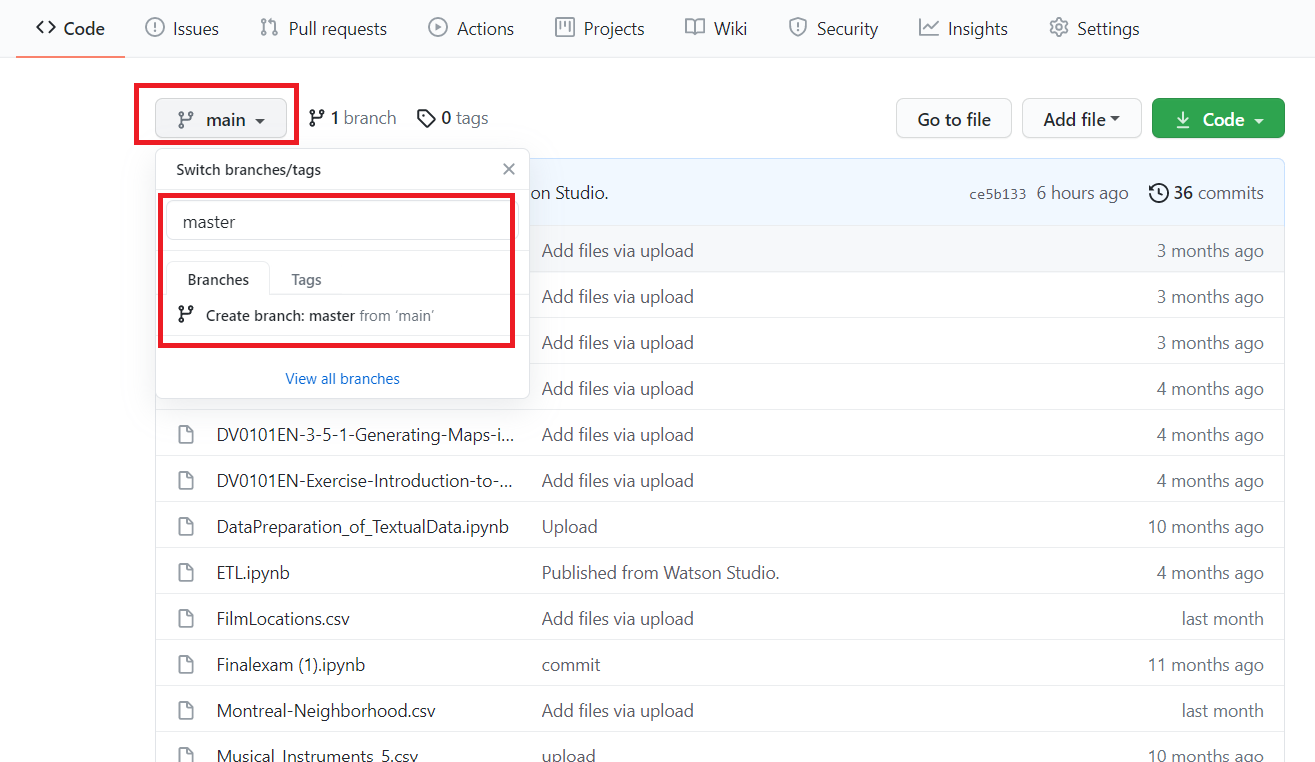 Code Issues Pull requests Actions Projects Wiki Security Insights Settings
main 1 branch 0 tags Go to file Add file Code
Switch branches/tags
on Studio. ce5b133 6 hours ago 36 commits
master
Add files via upload 3 months ago
Branches Tags
Add files via upload 3 months ago
Create branch: master from ‘main’
Add files via upload 3 months ago
View all branches
Add files via upload 4 months ago
DV0101EN-3-5-1-Generating-Maps-i... Add files via upload 4 months ago
DV0101EN-Exercise-Introduction-to-... Add files via upload 4 months ago
DataPreparation_of_TextualData.ipynb Upload 10 months ago
ETL.ipynb Published from Watson Studio. 4 months ago
FilmLocations.csv Add files via upload last month
Finalexam (1).ipynb commit 11 months ago
Montreal-Neighborhood.csv Add files via upload last month
Musical_Instruments_5.csv upload 10 months ago